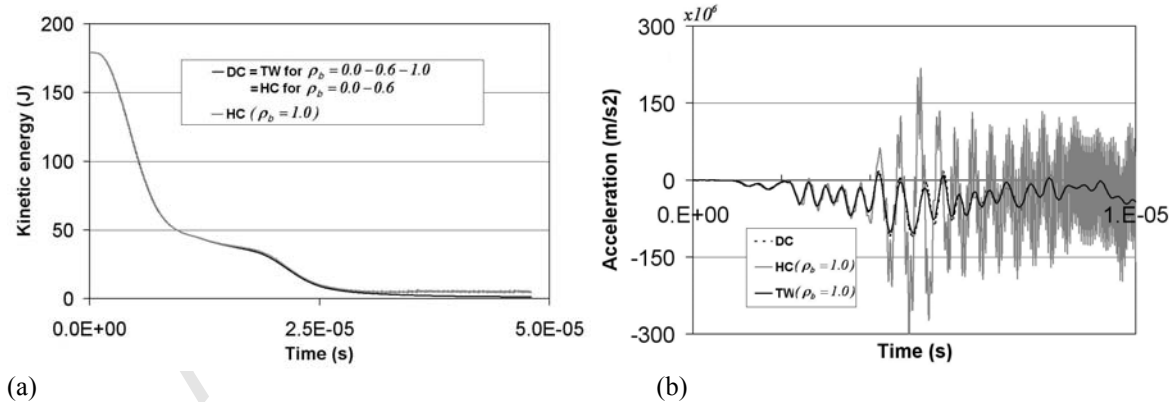 200
150
100
50
0
Kinetic energy (J)
DC = TW for ρb = 0.0 – 0.6 – 1.0
= HC for ρb = 0.0 – 0.6
HC (ρb = 1.0)
0.0E+00
2.5E-05
5.0E-05
Time (s)
(a)
x10⁶
300
150
0
-150
-300
Acceleration (m/s2)
0.E+00
1.E-05
DC
HC (ρb = 1.0)
TW (ρb = 1.0)
Time (s)
(b)